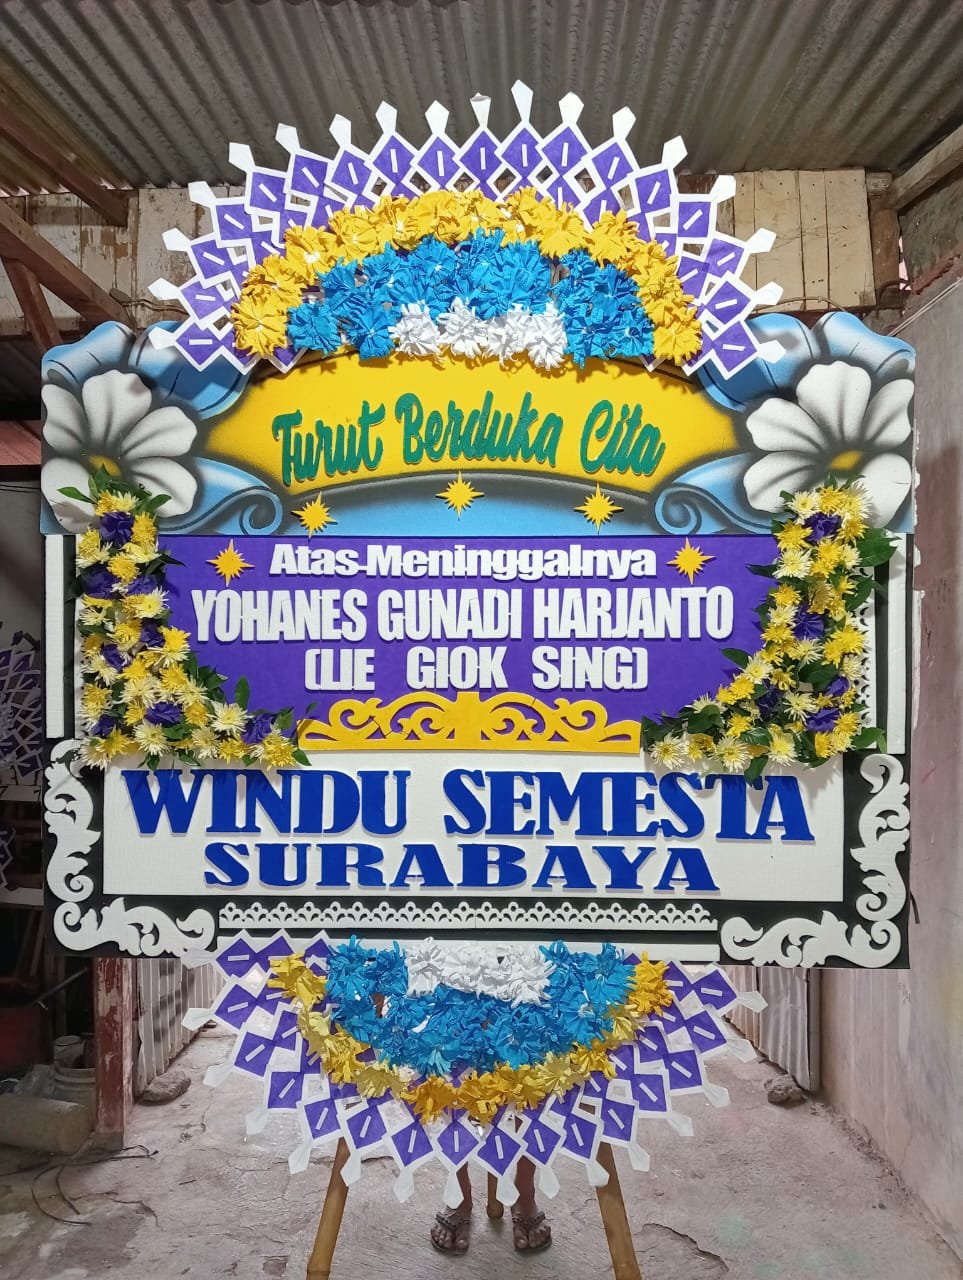 Turut Berduka Cita
Atas Meninggalnya
YOHANES GUNADI HARJANTO
(LIE GIOK SING)
WINDU SEMESTA
SURABAYA